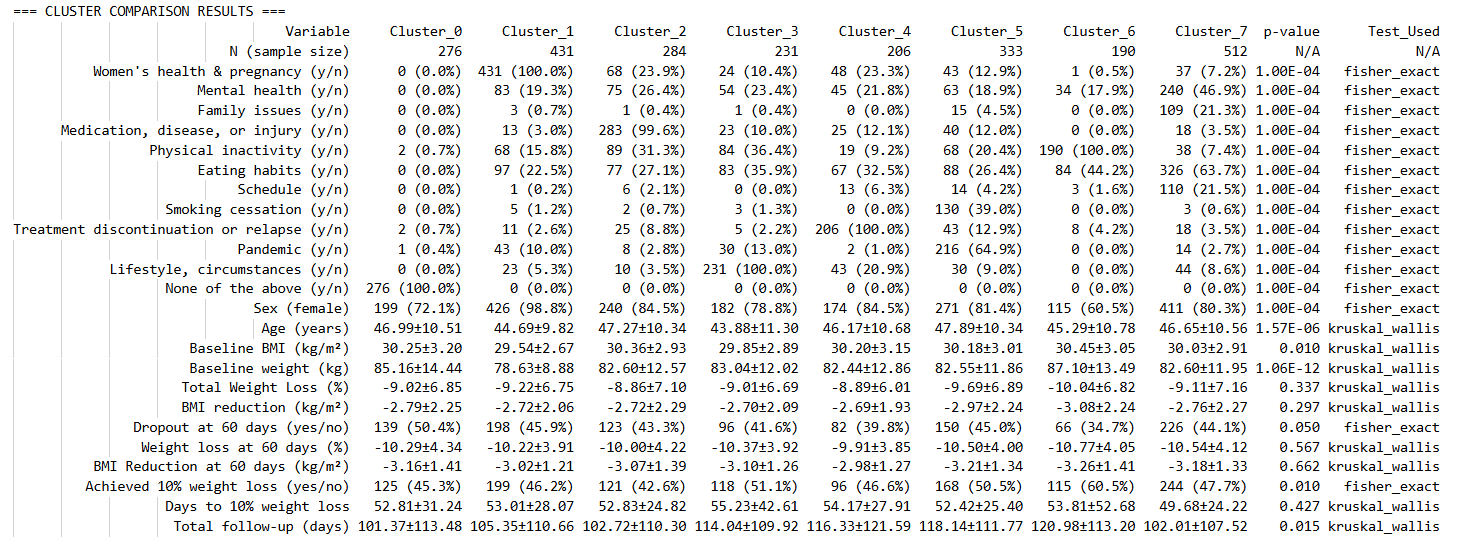 === CLUSTER COMPARISON RESULTS ===
Variable Cluster_0 Cluster_1 Cluster_2 Cluster_3 Cluster_4 Cluster_5 Cluster_6 Cluster_7 p-value Test_Used
N (sample size) 276 431 284 231 206 333 190 512 N/A N/A
Women's health & pregnancy (y/n) 0 (0.0%) 431 (100.0%) 68 (23.9%) 24 (10.4%) 48 (23.3%) 43 (12.9%) 1 (0.5%) 37 (7.2%) 1.00E-04 fisher_exact
Mental health (y/n) 0 (0.0%) 83 (19.3%) 75 (26.4%) 54 (23.4%) 45 (21.8%) 63 (18.9%) 34 (17.9%) 240 (46.9%) 1.00E-04 fisher_exact
Family issues (y/n) 0 (0.0%) 3 (0.7%) 1 (0.4%) 1 (0.4%) 0 (0.0%) 15 (4.5%) 0 (0.0%) 109 (21.3%) 1.00E-04 fisher_exact
Medication, disease, or injury (y/n) 0 (0.0%) 13 (3.0%) 283 (99.6%) 23 (10.0%) 25 (12.1%) 40 (12.0%) 0 (0.0%) 18 (3.5%) 1.00E-04 fisher_exact
Physical inactivity (y/n) 2 (0.7%) 68 (15.8%) 89 (31.3%) 84 (36.4%) 19 (9.2%) 68 (20.4%) 190 (100.0%) 38 (7.4%) 1.00E-04 fisher_exact
Eating habits (y/n) 0 (0.0%) 97 (22.5%) 77 (27.1%) 83 (35.9%) 67 (32.5%) 88 (26.4%) 84 (44.2%) 326 (63.7%) 1.00E-04 fisher_exact
Schedule (y/n) 0 (0.0%) 1 (0.2%) 6 (2.1%) 0 (0.0%) 13 (6.3%) 14 (4.2%) 3 (1.6%) 110 (21.5%) 1.00E-04 fisher_exact
Smoking cessation (y/n) 0 (0.0%) 5 (1.2%) 2 (0.7%) 3 (1.3%) 0 (0.0%) 130 (39.0%) 0 (0.0%) 3 (0.6%) 1.00E-04 fisher_exact
Treatment discontinuation or relapse (y/n) 2 (0.7%) 11 (2.6%) 25 (8.8%) 5 (2.2%) 206 (100.0%) 43 (12.9%) 8 (4.2%) 18 (3.5%) 1.00E-04 fisher_exact
Pandemic (y/n) 1 (0.4%) 43 (10.0%) 8 (2.8%) 30 (13.0%) 2 (1.0%) 216 (64.9%) 0 (0.0%) 14 (2.7%) 1.00E-04 fisher_exact
Lifestyle, circumstances (y/n) 0 (0.0%) 23 (5.3%) 10 (3.5%) 231 (100.0%) 43 (20.9%) 30 (9.0%) 0 (0.0%) 44 (8.6%) 1.00E-04 fisher_exact
None of the above (y/n) 276 (100.0%) 0 (0.0%) 0 (0.0%) 0 (0.0%) 0 (0.0%) 0 (0.0%) 0 (0.0%) 0 (0.0%) 1.00E-04 fisher_exact
Sex (female) 199 (72.1%) 426 (98.8%) 240 (84.5%) 182 (78.8%) 174 (84.5%) 271 (81.4%) 115 (60.5%) 411 (80.3%) 1.00E-04 fisher_exact
Age (years) 46.99±10.51 44.69±9.82 47.27±10.34 43.88±11.30 46.17±10.68 47.89±10.34 45.29±10.78 46.65±10.56 1.57E-06 kruskal_wallis
Baseline BMI (kg/m²) 30.25±3.20 29.54±2.67 30.36±2.93 29.85±2.89 30.20±3.15 30.18±3.01 30.45±3.05 30.03±2.91 0.010 kruskal_wallis
Baseline weight (kg) 85.16±14.44 78.63±8.88 82.60±12.57 83.04±12.02 82.44±12.86 82.55±11.86 87.10±13.49 82.60±11.95 1.06E-12 kruskal_wallis
Total Weight Loss (%) -9.02±6.85 -9.22±6.75 -8.86±7.10 -9.01±6.69 -8.89±6.01 -9.69±6.89 -10.04±6.82 -9.11±7.16 0.337 kruskal_wallis
BMI reduction (kg/m²) -2.79±2.25 -2.72±2.06 -2.72±2.29 -2.70±2.09 -2.69±1.93 -2.97±2.24 -3.08±2.24 -2.76±2.27 0.297 kruskal_wallis
Dropout at 60 days (yes/no) 139 (50.4%) 198 (45.9%) 123 (43.3%) 96 (41.6%) 82 (39.8%) 150 (45.0%) 66 (34.7%) 226 (44.1%) 0.050 fisher_exact
Weight loss at 60 days (%) -10.29±4.34 -10.22±3.91 -10.00±4.22 -10.37±3.92 -9.91±3.85 -10.50±4.00 -10.77±4.05 -10.54±4.12 0.567 kruskal_wallis
BMI Reduction at 60 days (kg/m²) -3.16±1.41 -3.02±1.21 -3.07±1.39 -3.10±1.26 -2.98±1.27 -3.21±1.34 -3.26±1.41 -3.18±1.33 0.662 kruskal_wallis
Achieved 10% weight loss (yes/no) 125 (45.3%) 199 (46.2%) 121 (42.6%) 118 (51.1%) 96 (46.6%) 168 (50.5%) 115 (60.5%) 244 (47.7%) 0.010 fisher_exact
Days to 10% weight loss 52.81±31.24 53.01±28.07 52.83±24.82 55.23±42.61 54.17±27.91 52.42±25.40 53.81±52.68 49.68±24.22 0.427 kruskal_wallis
Total follow-up (days) 101.37±113.48 105.35±110.66 102.72±110.30 114.04±109.92 116.33±121.59 118.14±111.77 120.98±113.20 102.01±107.52 0.015 kruskal_wallis